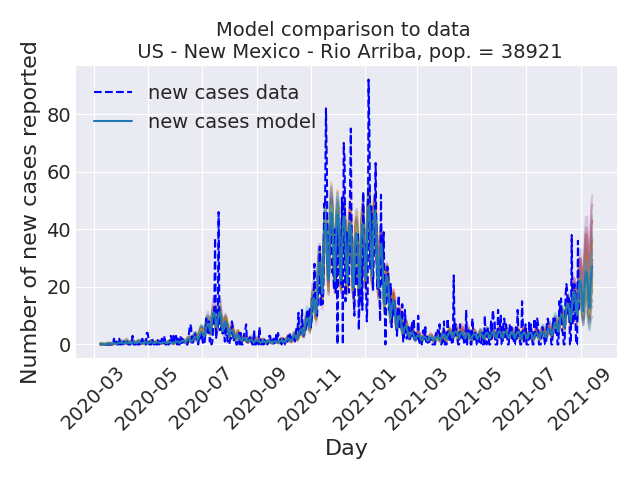 Model comparison to data
US - New Mexico - Rio Arriba, pop. = 38921
Number of new cases reported
80
60
40
20
0
new cases data
new cases model
2020-03
2020-05
2020-07
2020-09
2020-11
2021-01
2021-03
2021-05
2021-07
2021-09
Day